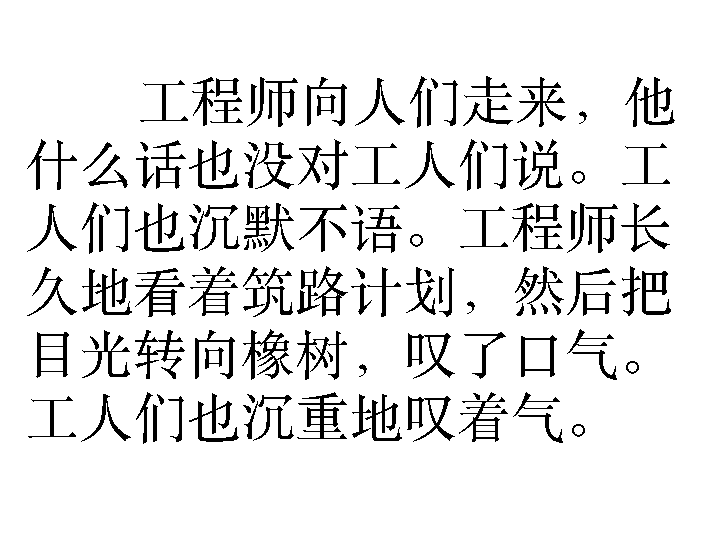 工程师向人们走来，他
什么话也没对工人们说。工
人们也沉默不语。工程师长
久地看着筑路计划，然后把
目光转向橡树，叹了口气。
工人们也沉重地叹着气。